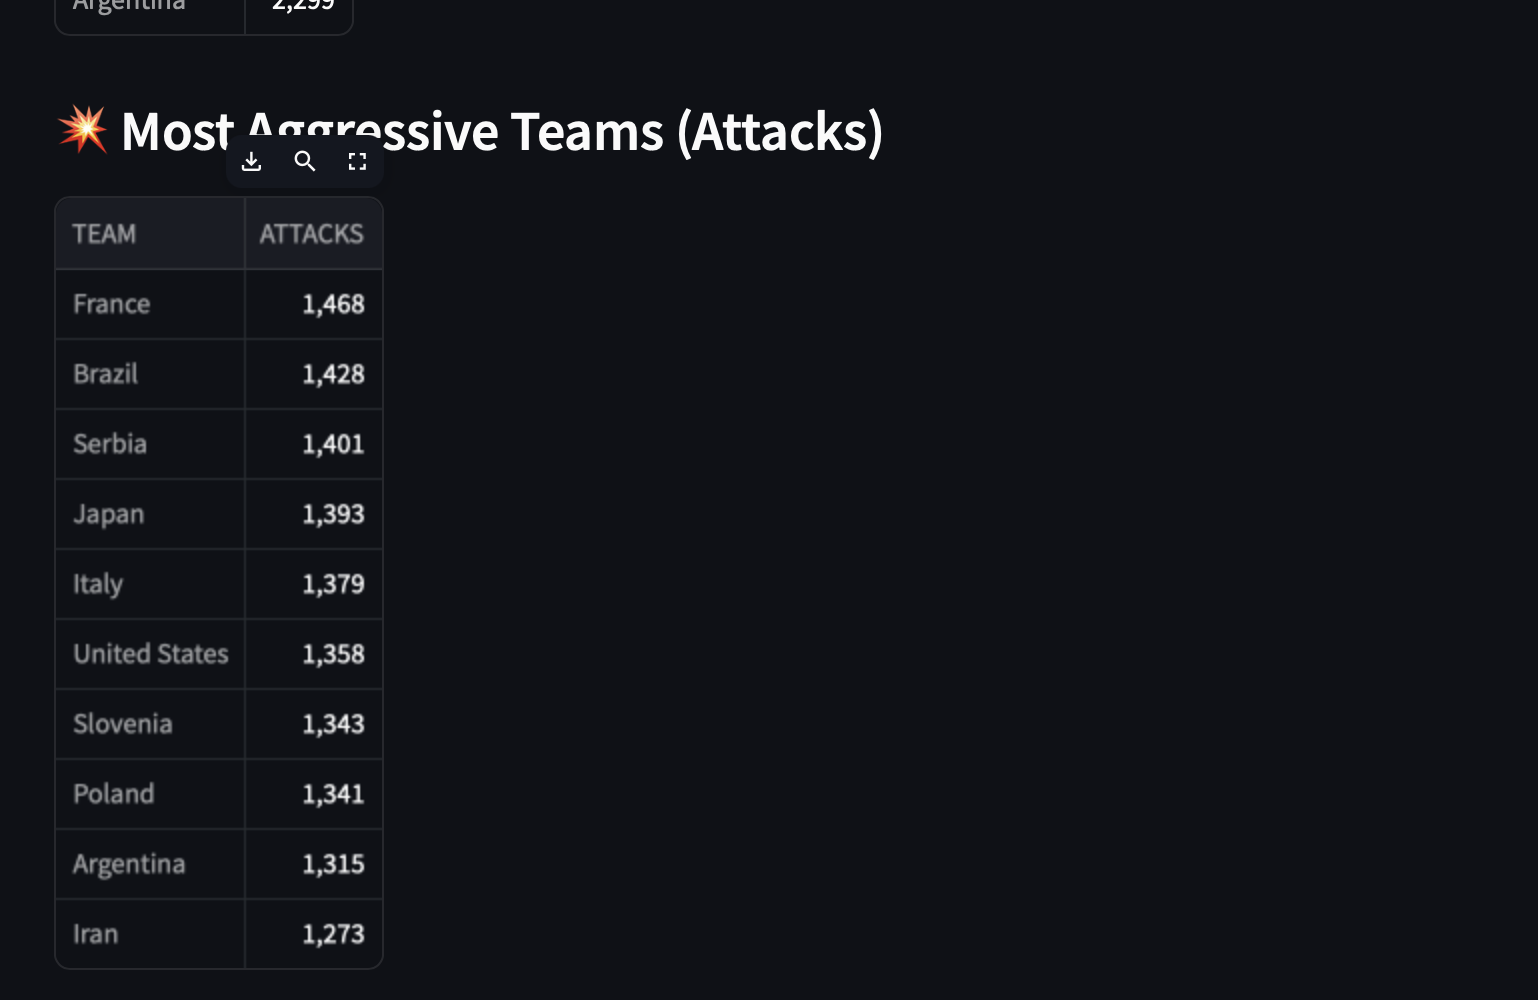 Argentina 2,299
💥 Most Aggressive Teams (Attacks)
TEAM ATTACKS
France 1,468
Brazil 1,428
Serbia 1,401
Japan 1,393
Italy 1,379
United States 1,358
Slovenia 1,343
Poland 1,341
Argentina 1,315
Iran 1,273